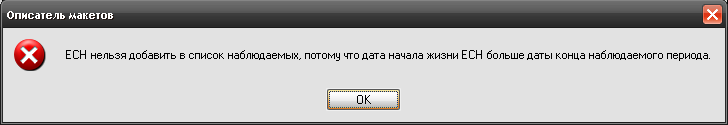 Описатель макетов
ЕСН нельзя добавить в список наблюдаемых, потому что дата начала жизни ЕСН больше даты конца наблюдаемого периода.
OK